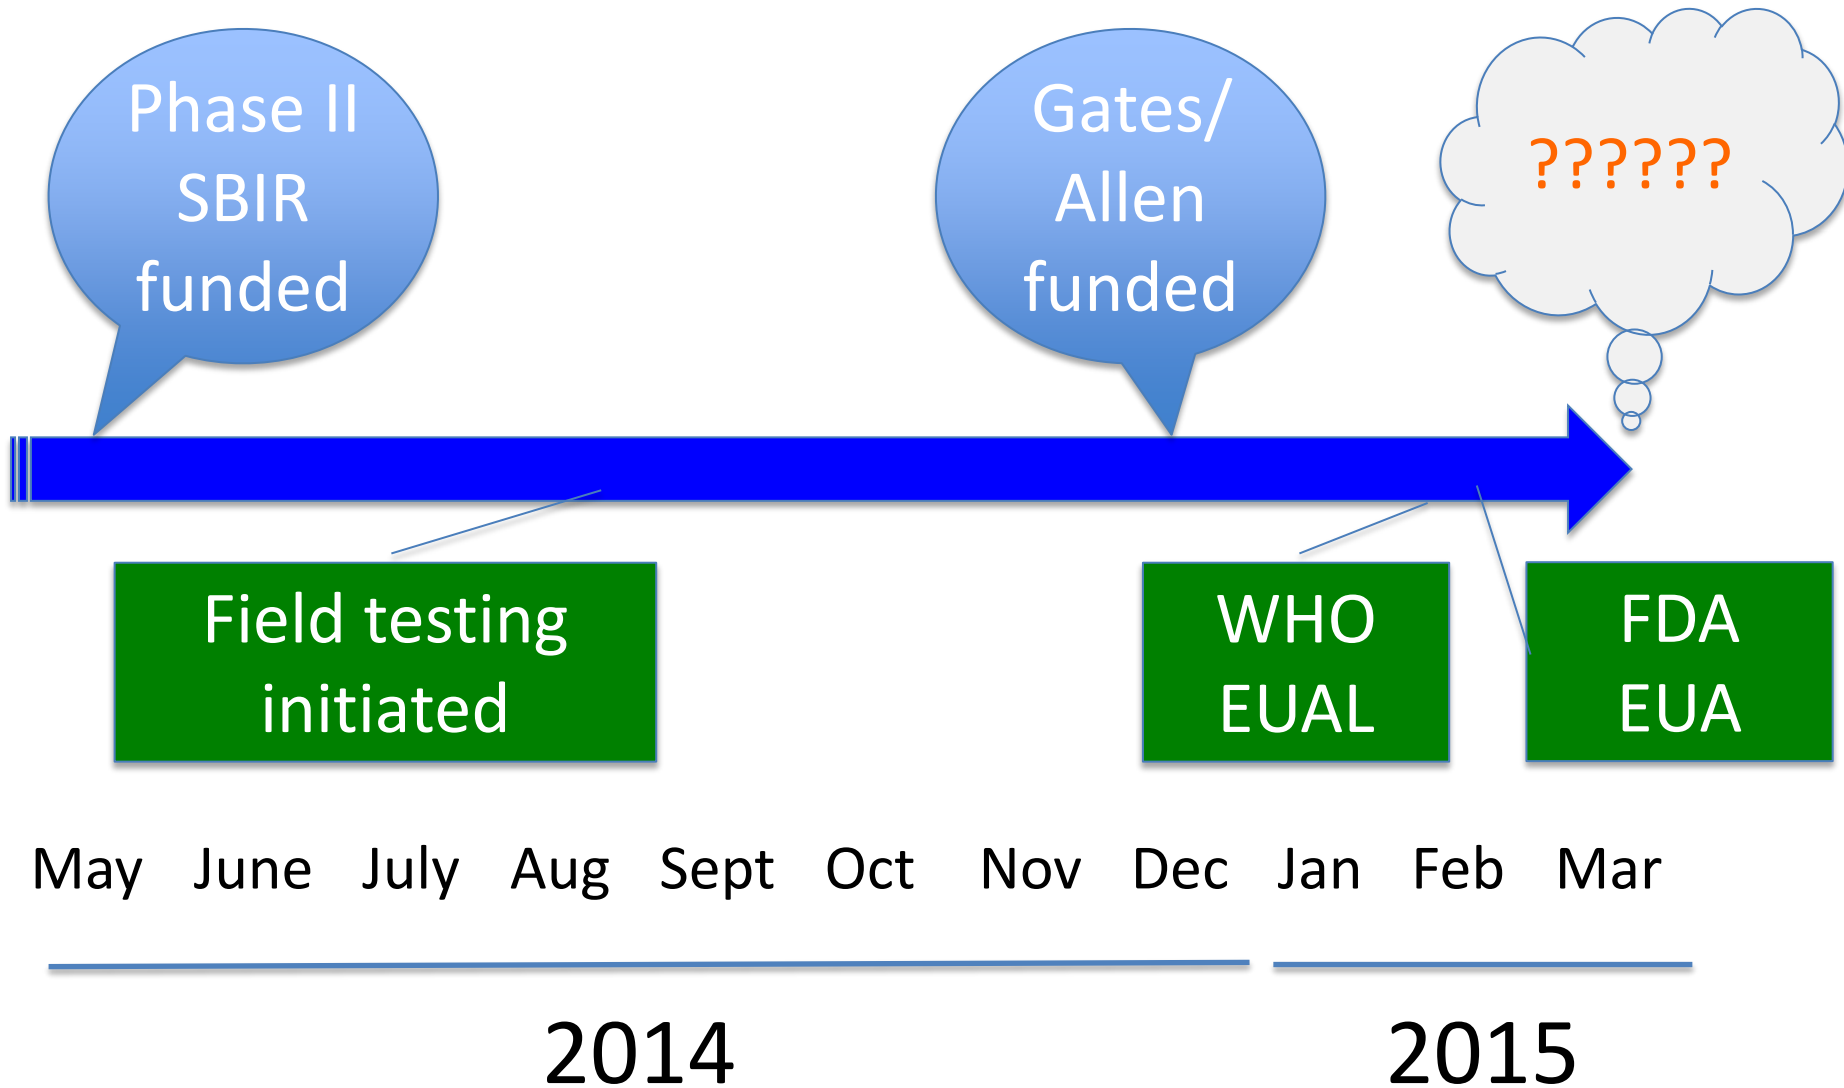 Phase II
SBIR
funded
Gates/
Allen
funded
??????
Field testing
initiated
WHO
EUAL
FDA
EUA
May June July Aug Sept Oct Nov Dec Jan Feb Mar
2014 2015